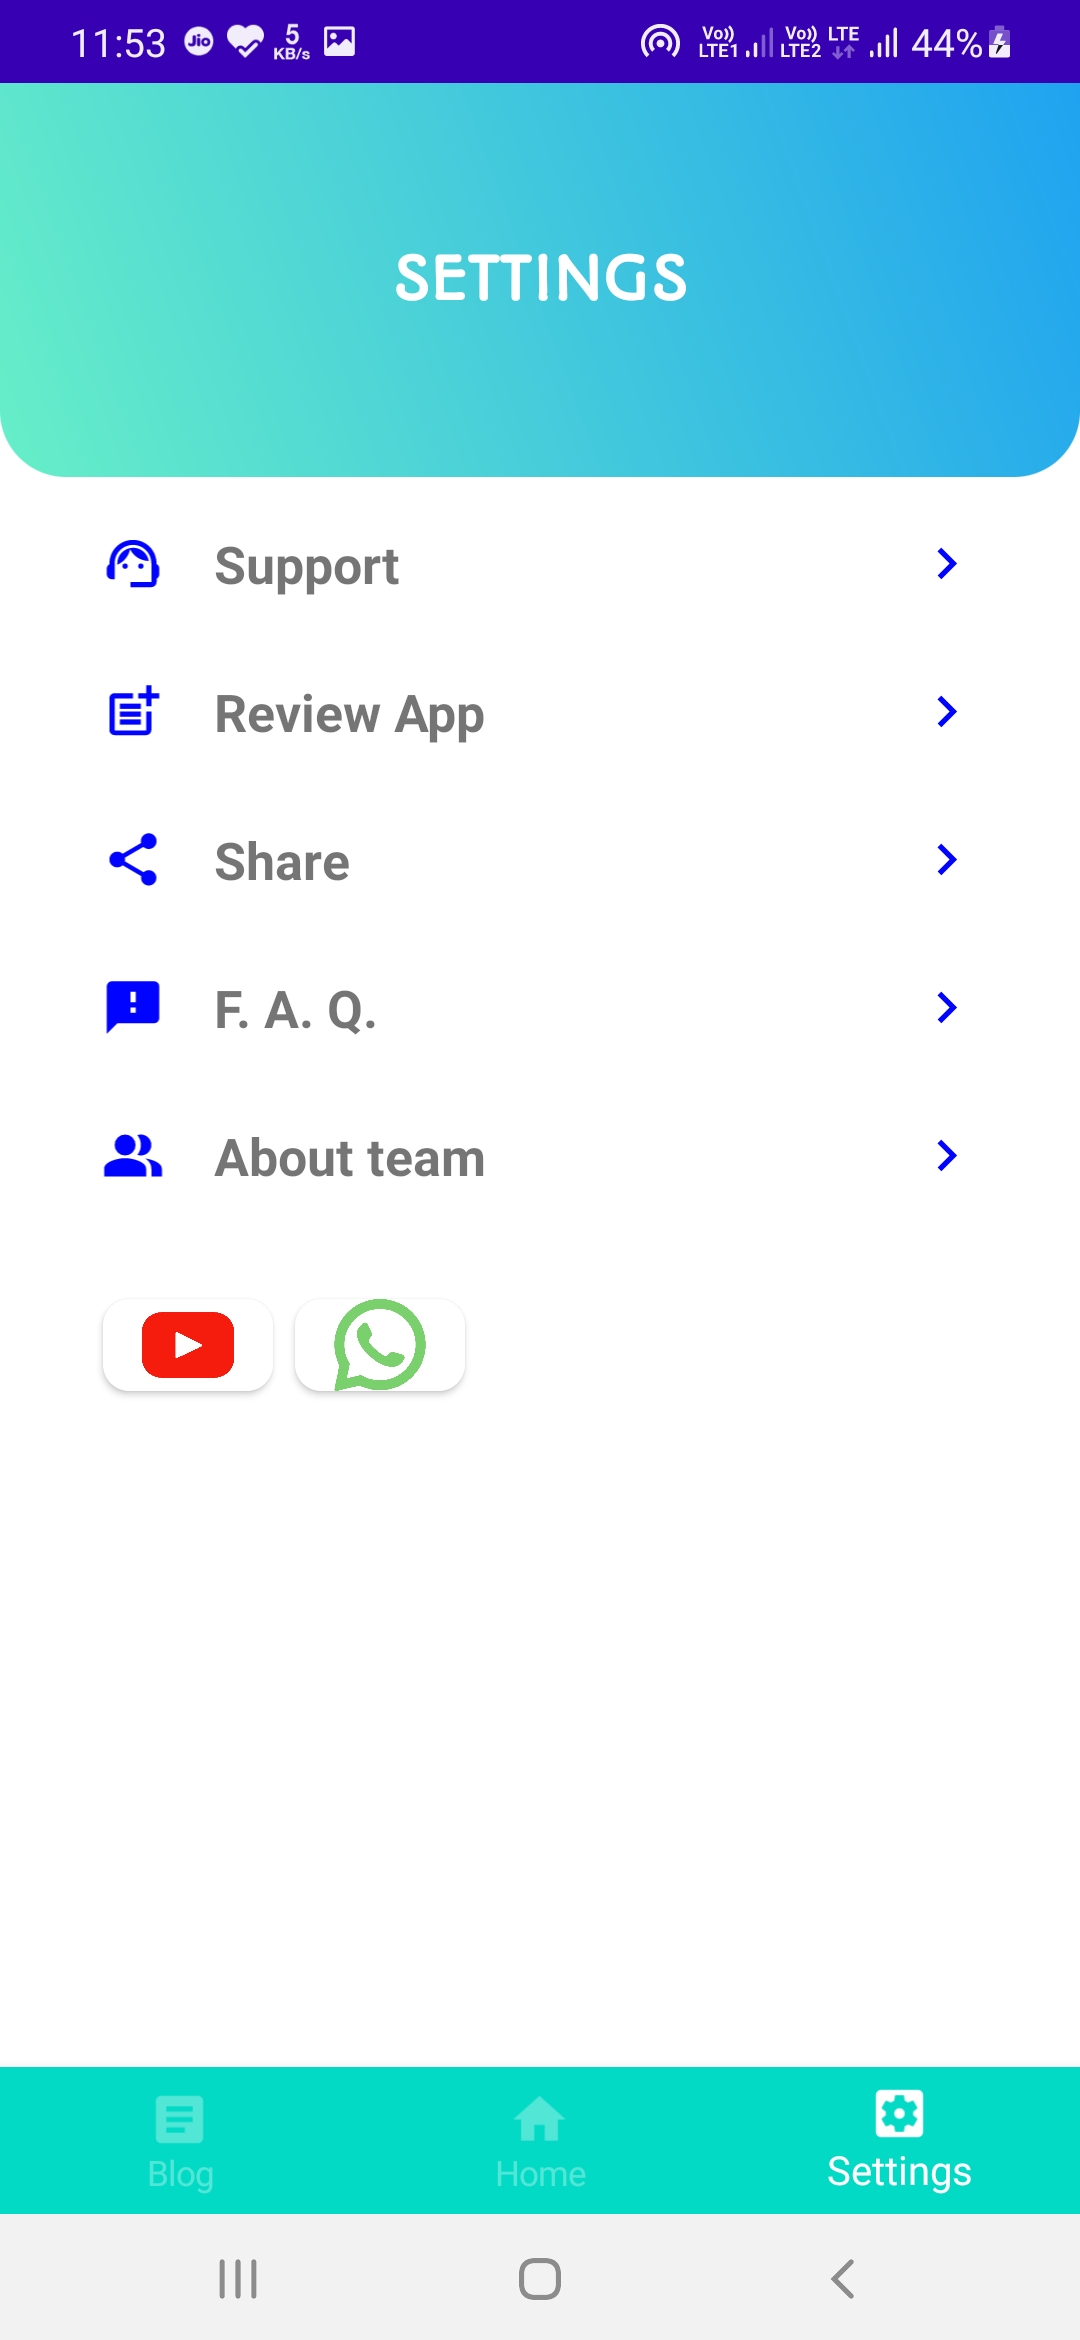 11:53 Jio 5 KB/s Vo)) LTE1 Vo)) LTE2 LTE 44%
SETTINGS
Support
Review App
Share
F. A. Q.
About team
Blog Home Settings